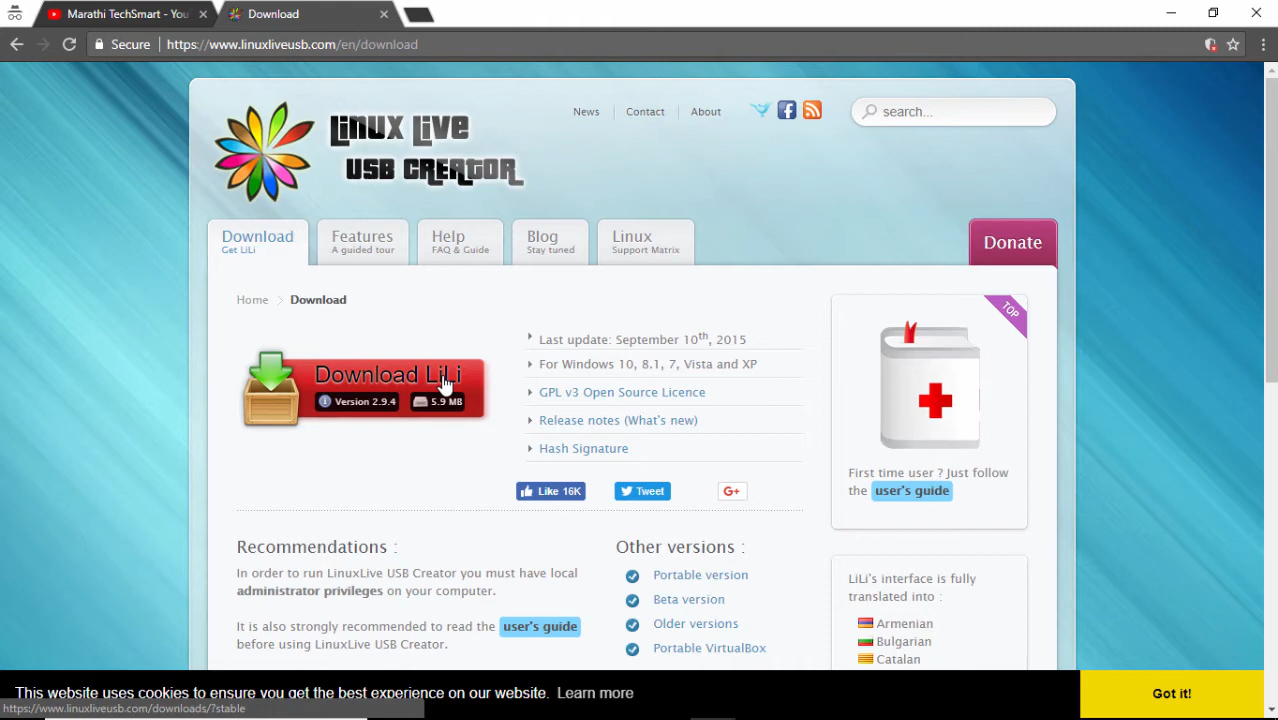 Marathi TechSmart - You
Download
Secure
https://www.linuxliveusb.com/en/download
Linux Live
USB Creator
News
Contact
About
search...
Download
Get LiLi
Features
A guided tour
Help
FAQ & Guide
Blog
Stay tuned
Linux
Support Matrix
Donate
Home
Download
Download LiLi
Version 2.9.4
5.9 MB
Last update: September 10th, 2015
For Windows 10, 8.1, 7, Vista and XP
GPL v3 Open Source Licence
Release notes (What's new)
Hash Signature
Like 16K
Tweet
G+
TOP
First time user ? Just follow
the user's guide
Recommendations :
In order to run LinuxLive USB Creator you must have local
administrator privileges on your computer.
It is also strongly recommended to read the user's guide
before using LinuxLive USB Creator.
Other versions :
Portable version
Beta version
Older versions
Portable VirtualBox
LiLi's interface is fully
translated into :
Armenian
Bulgarian
Catalan
This website uses cookies to ensure you get the best experience on our website. Learn more
Got it!
https://www.linuxliveusb.com/downloads/?stable